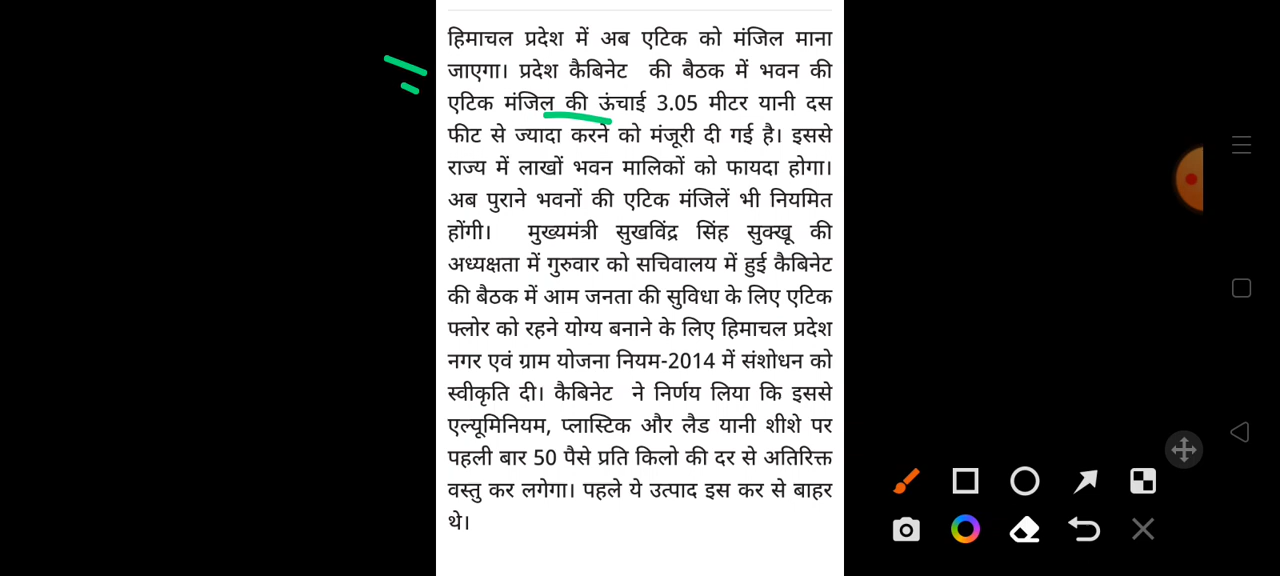 हिमाचल प्रदेश में अब एटिक को मंजिल माना
जाएगा। प्रदेश कैबिनेट की बैठक में भवन की
एटिक मंजिल की ऊंचाई 3.05 मीटर यानी दस
फीट से ज्यादा करने को मंजूरी दी गई है। इससे
राज्य में लाखों भवन मालिकों को फायदा होगा।
अब पुराने भवनों की एटिक मंजिलें भी नियमित
होंगी। मुख्यमंत्री सुखविंद्र सिंह सुक्खू की
अध्यक्षता में गुरुवार को सचिवालय में हुई कैबिनेट
की बैठक में आम जनता की सुविधा के लिए एटिक
फ्लोर को रहने योग्य बनाने के लिए हिमाचल प्रदेश
नगर एवं ग्राम योजना नियम-2014 में संशोधन को
स्वीकृति दी। कैबिनेट ने निर्णय लिया कि इससे
एल्यूमिनियम, प्लास्टिक और लैड यानी शीशे पर
पहली बार 50 पैसे प्रति किलो की दर से अतिरिक्त
वस्तु कर लगेगा। पहले ये उत्पाद इस कर से बाहर
थे।